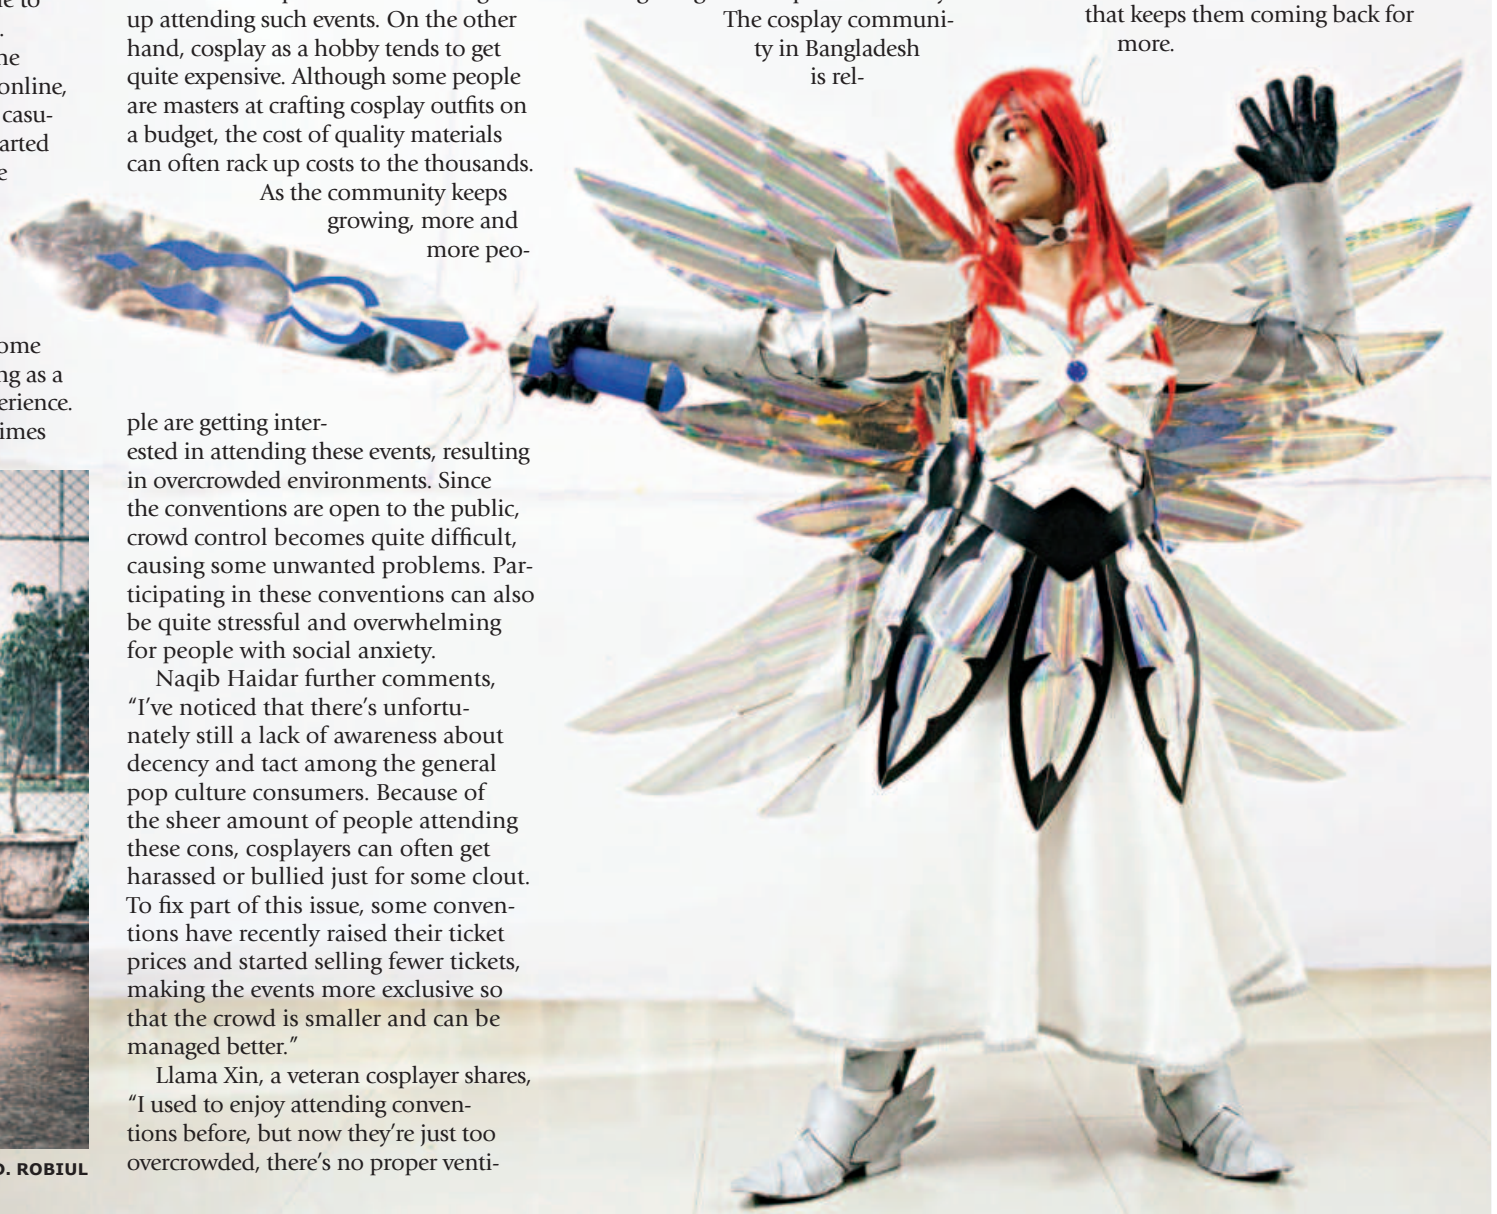 e to
.
ne
online,
casu-
arted
e
ome
ng as a
erience.
imes
D. ROBIUL
up attending such events. On the other
hand, cosplay as a hobby tends to get
quite expensive. Although some people
are masters at crafting cosplay outfits on
a budget, the cost of quality materials
can often rack up costs to the thousands.
As the community keeps
growing, more and
more peo-
ple are getting inter-
ested in attending these events, resulting
in overcrowded environments. Since
the conventions are open to the public,
crowd control becomes quite difficult,
causing some unwanted problems. Par-
ticipating in these conventions can also
be quite stressful and overwhelming
for people with social anxiety.
Naqib Haidar further comments,
“I’ve noticed that there’s unfortu-
nately still a lack of awareness about
decency and tact among the general
pop culture consumers. Because of
the sheer amount of people attending
these cons, cosplayers can often get
harassed or bullied just for some clout.
To fix part of this issue, some conven-
tions have recently raised their ticket
prices and started selling fewer tickets,
making the events more exclusive so
that the crowd is smaller and can be
managed better.”
Llama Xin, a veteran cosplayer shares,
“I used to enjoy attending conven-
tions before, but now they’re just too
overcrowded, there’s no proper venti-
The cosplay communi-
ty in Bangladesh
is rel-
that keeps them coming back for
more.